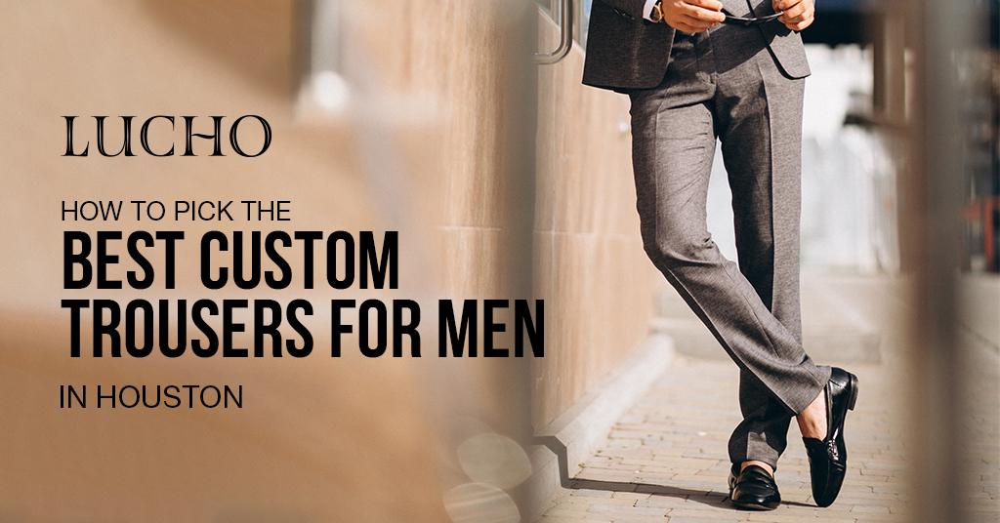 LUCHO
HOW TO PICK THE
BEST CUSTOM
TROUSERS FOR MEN
IN HOUSTON